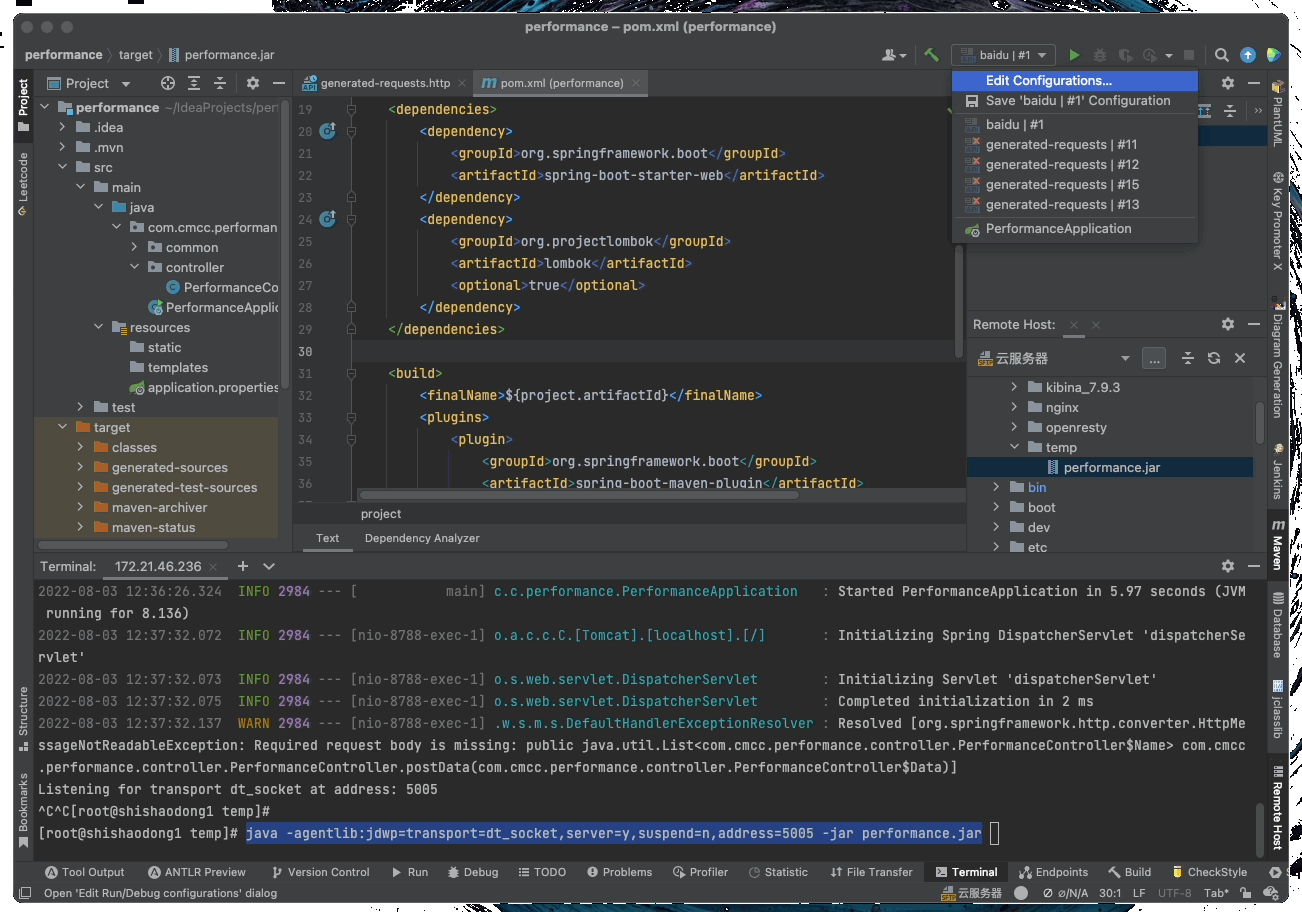 performance – pom.xml (performance)
performance target performance.jar
baidu | #1
Edit Configurations...
Save 'baidu | #1' Configuration
baidu | #1
generated-requests | #11
generated-requests | #12
generated-requests | #15
generated-requests | #13
PerformanceApplication
Project
Leetcode
Structure
Bookmarks
Project
performance ~/IdeaProjects/per
.idea
.mvn
src
main
java
com.cmcc.performan
common
controller
PerformanceCo
PerformanceApplic
resources
static
templates
application.properties
test
target
classes
generated-sources
generated-test-sources
maven-archiver
maven-status
generated-requests.http
pom.xml (performance)
19 <dependencies>
20 <dependency>
21 <groupId>org.springframework.boot</groupId>
22 <artifactId>spring-boot-starter-web</artifactId>
23 </dependency>
24 <dependency>
25 <groupId>org.projectlombok</groupId>
26 <artifactId>lombok</artifactId>
27 <optional>true</optional>
28 </dependency>
29 </dependencies>
30
31 <build>
32 <finalName>${project.artifactId}</finalName>
33 <plugins>
34 <plugin>
35 <groupId>org.springframework.boot</groupId>
36 <artifactId>spring-boot-maven-plugin</artifactId>
project
Text Dependency Analyzer
Remote Host:
云服务器
...
kibina_7.9.3
nginx
openresty
temp
performance.jar
bin
boot
dev
etc
PlantUML
Key Promoter X
Diagram Generation
Jenkins
Maven
Database
jclasslib
Remote Host
Terminal: 172.21.46.236
2022-08-03 12:36:26.324 INFO 2984 --- [ main] c.c.performance.PerformanceApplication : Started PerformanceApplication in 5.97 seconds (JVM
running for 8.136)
2022-08-03 12:37:32.072 INFO 2984 --- [nio-8788-exec-1] o.a.c.c.C.[Tomcat].[localhost].[/] : Initializing Spring DispatcherServlet 'dispatcherSe
rvlet'
2022-08-03 12:37:32.073 INFO 2984 --- [nio-8788-exec-1] o.s.web.servlet.DispatcherServlet : Initializing Servlet 'dispatcherServlet'
2022-08-03 12:37:32.075 INFO 2984 --- [nio-8788-exec-1] o.s.web.servlet.DispatcherServlet : Completed initialization in 2 ms
2022-08-03 12:37:32.137 WARN 2984 --- [nio-8788-exec-1] .w.s.m.s.DefaultHandlerExceptionResolver : Resolved [org.springframework.http.converter.HttpMe
ssageNotReadableException: Required request body is missing: public java.util.List<com.cmcc.performance.controller.PerformanceController$Name> com.cmcc
.performance.controller.PerformanceController.postData(com.cmcc.performance.controller.PerformanceController$Data)]
Listening for transport dt_socket at address: 5005
^C^C[root@shishaodong1 temp]#
[root@shishaodong1 temp]# java -agentlib:jdwp=transport=dt_socket,server=y,suspend=n,address=5005 -jar performance.jar
Tool Output ANTLR Preview Version Control Run Debug TODO Problems Profiler Statistic File Transfer Terminal Endpoints Build CheckStyle
Open 'Edit Run/Debug configurations' dialog 云服务器 ∅/N/A 30:1 LF UTF-8 Tab*